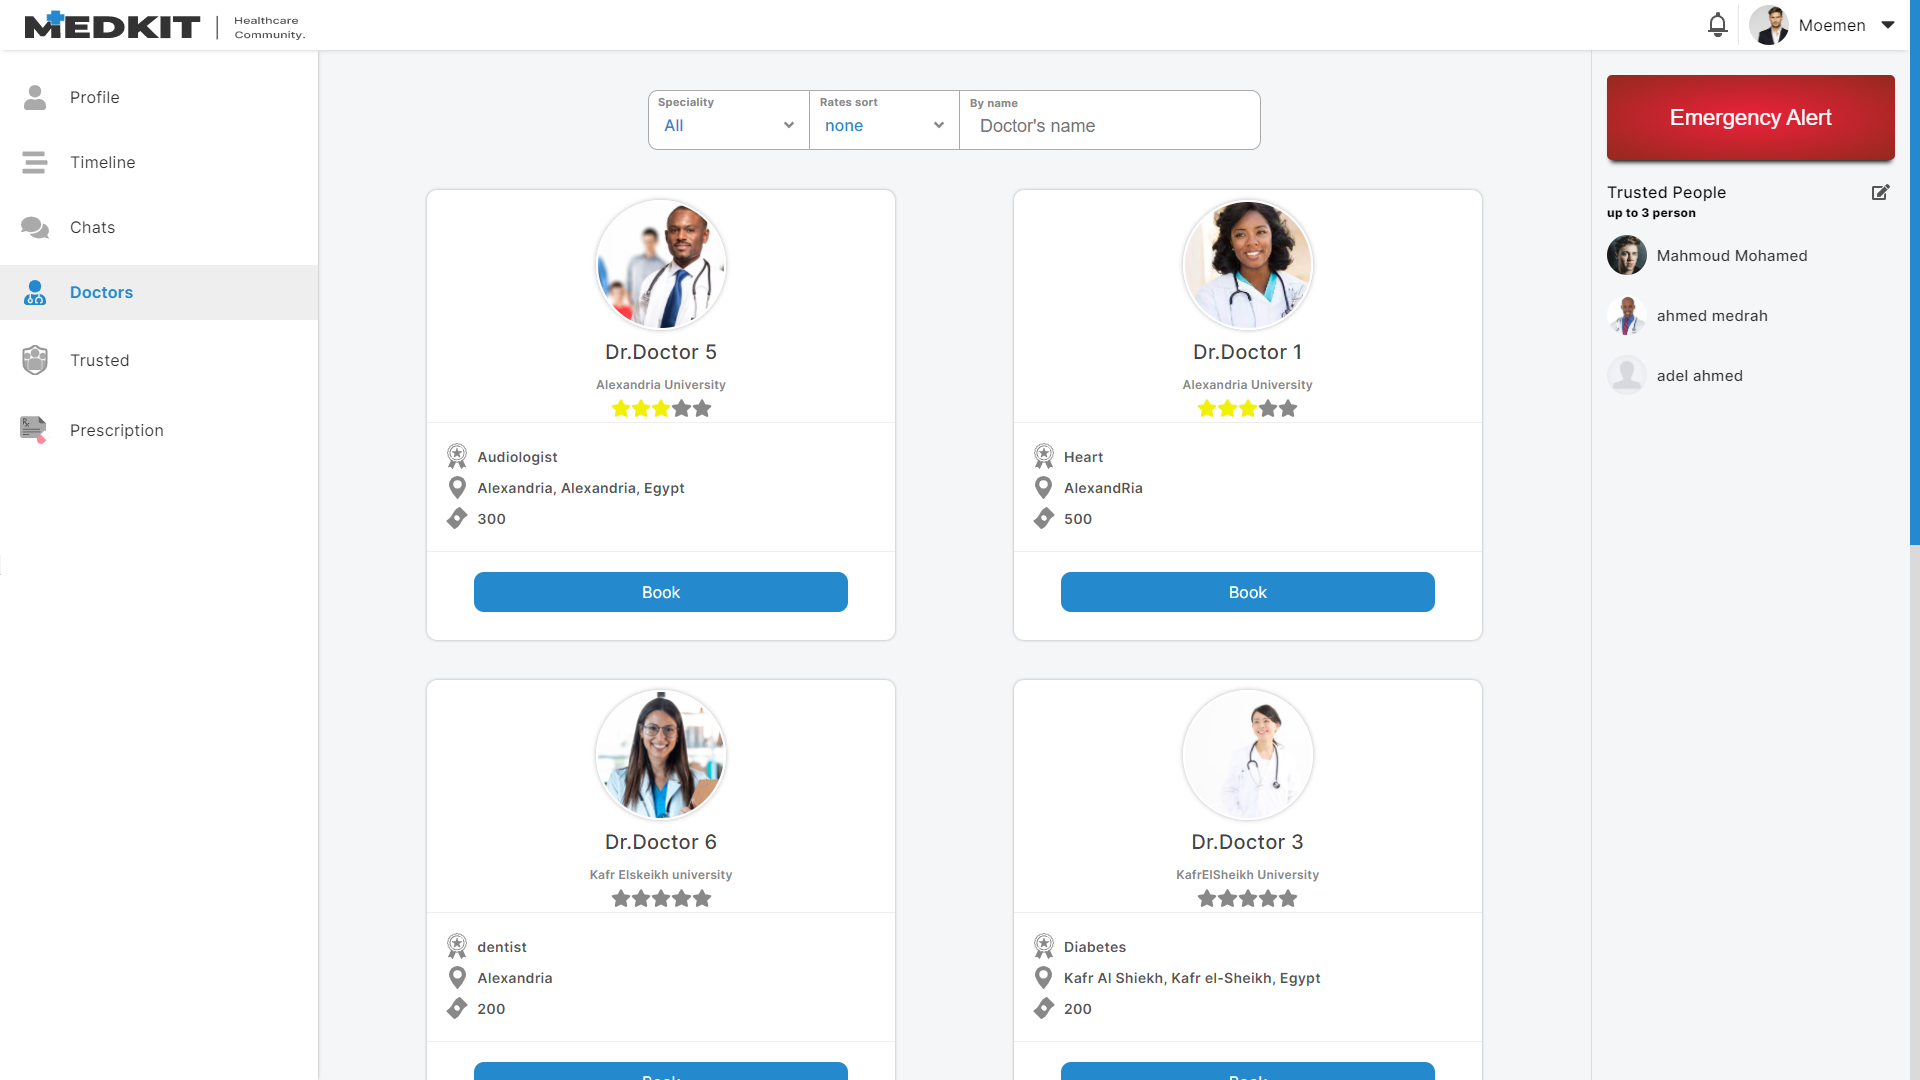 MEDKIT
Healthcare
Community.
Moemen
Profile
Timeline
Chats
Doctors
Trusted
Prescription
Speciality
All
Rates sort
none
By name
Doctor's name
Dr.Doctor 5
Alexandria University
Audiologist
Alexandria, Alexandria, Egypt
300
Book
Dr.Doctor 1
Alexandria University
Heart
AlexandRia
500
Book
Dr.Doctor 6
Kafr Elskeikh university
dentist
Alexandria
200
Book
Dr.Doctor 3
KafrElSheikh University
Diabetes
Kafr Al Shiekh, Kafr el-Sheikh, Egypt
200
Book
Emergency Alert
Trusted People
up to 3 person
Mahmoud Mohamed
ahmed medrah
adel ahmed